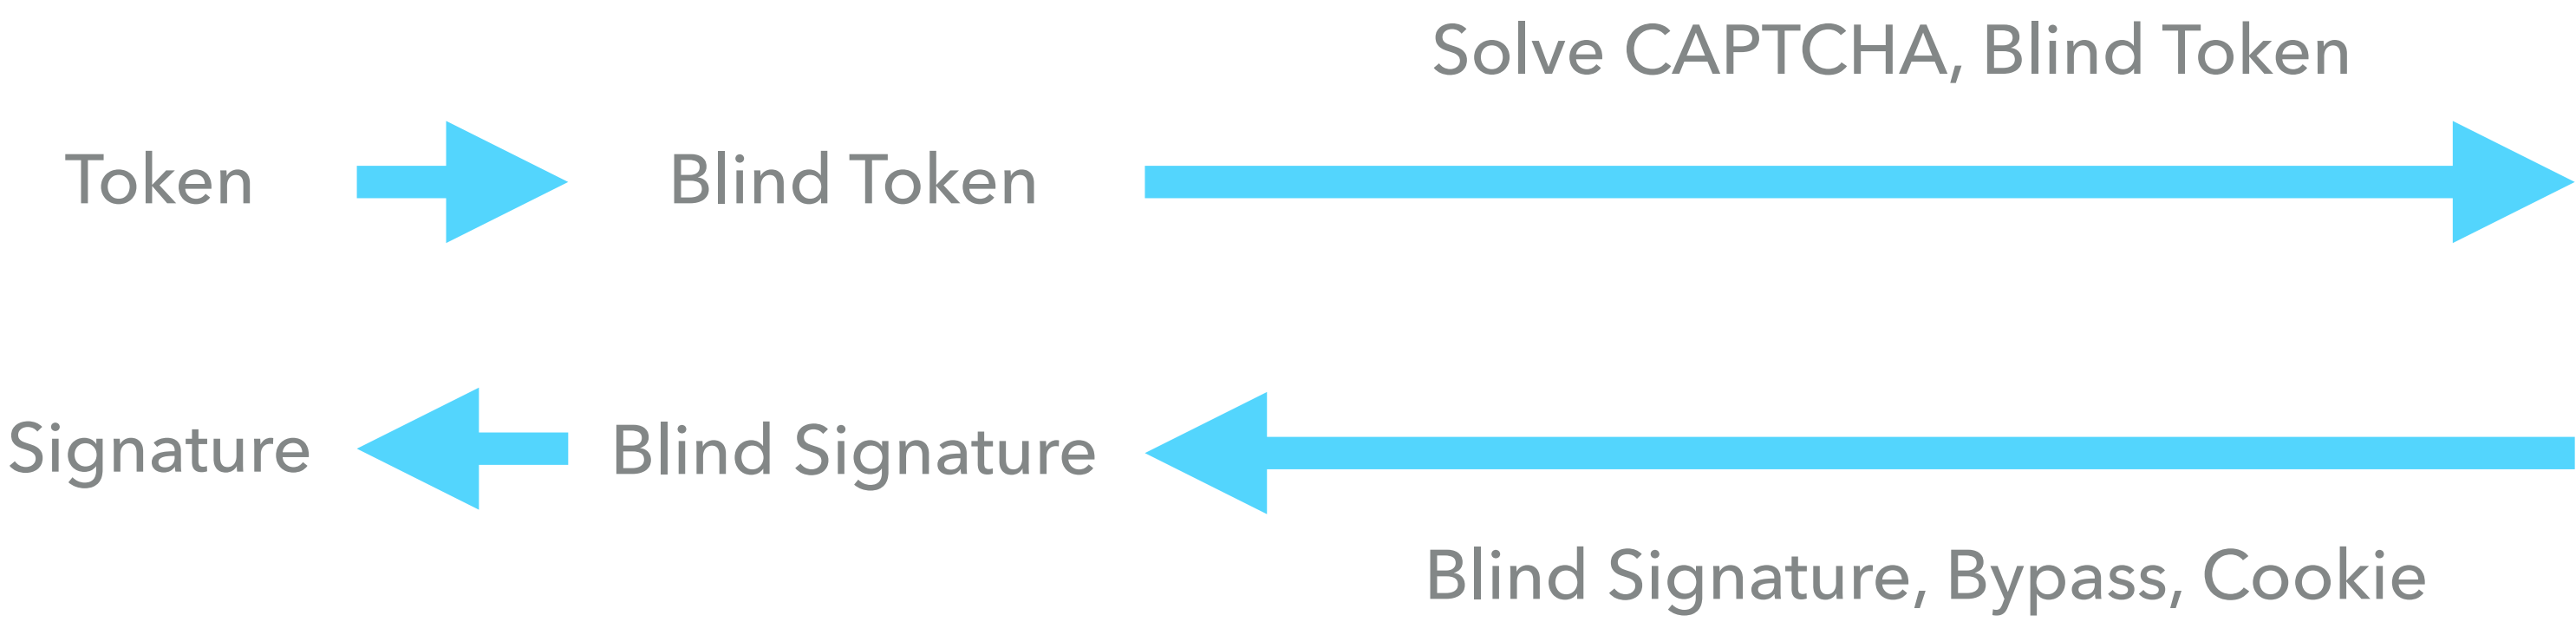 Solve CAPTCHA, Blind Token
Token
Blind Token
Signature
Blind Signature
Blind Signature, Bypass, Cookie